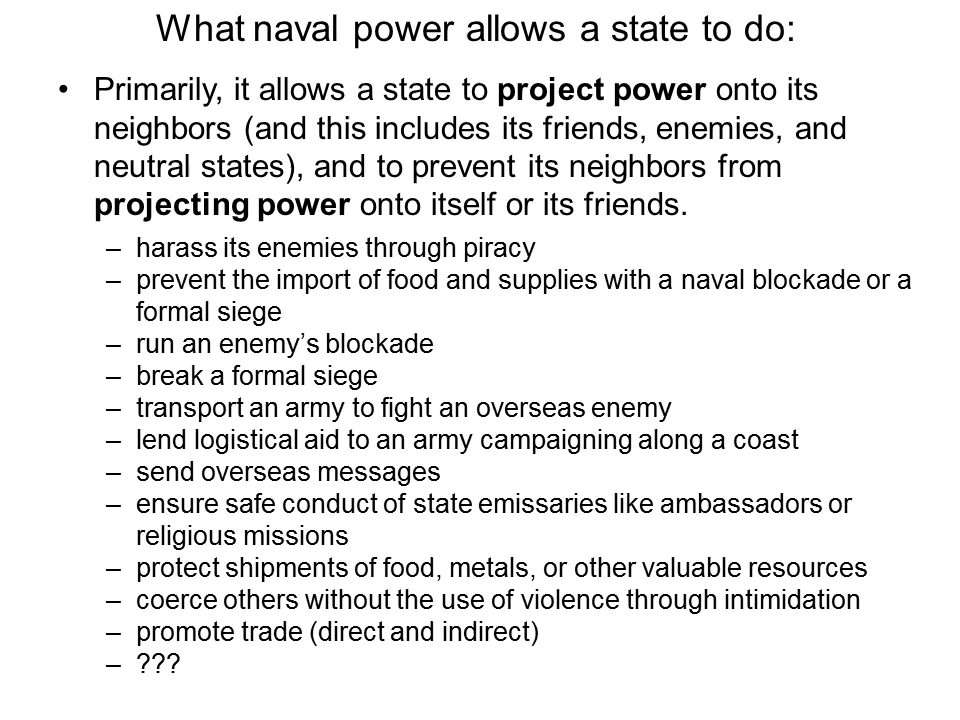 What naval power allows a state to do:
• Primarily, it allows a state to project power onto its
neighbors (and this includes its friends, enemies, and
neutral states), and to prevent its neighbors from
projecting power onto itself or its friends.
– harass its enemies through piracy
– prevent the import of food and supplies with a naval blockade or a
formal siege
– run an enemy’s blockade
– break a formal siege
– transport an army to fight an overseas enemy
– lend logistical aid to an army campaigning along a coast
– send overseas messages
– ensure safe conduct of state emissaries like ambassadors or
religious missions
– protect shipments of food, metals, or other valuable resources
– coerce others without the use of violence through intimidation
– promote trade (direct and indirect)
– ???